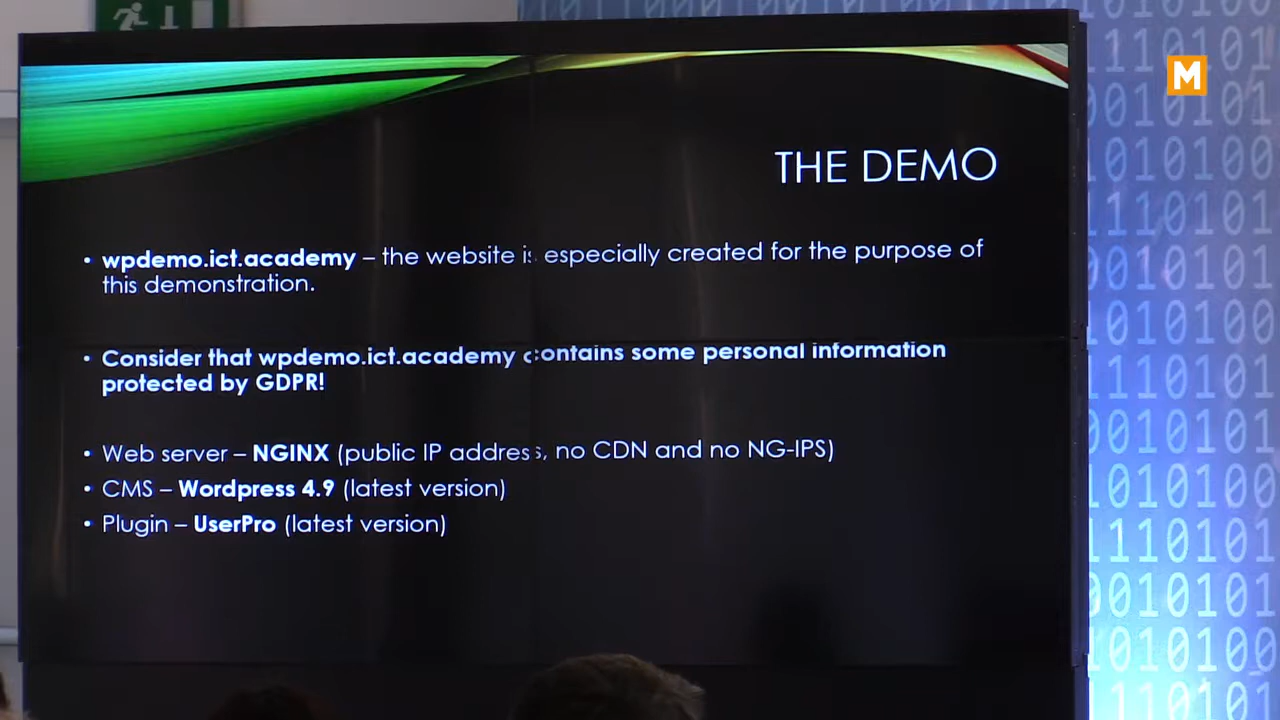 M
THE DEMO
• wpdemo.ict.academy – the website is especially created for the purpose of
this demonstration.
• Consider that wpdemo.ict.academy contains some personal information
protected by GDPR!
• Web server – NGINX (public IP address, no CDN and no NG-IPS)
• CMS – Wordpress 4.9 (latest version)
• Plugin – UserPro (latest version)